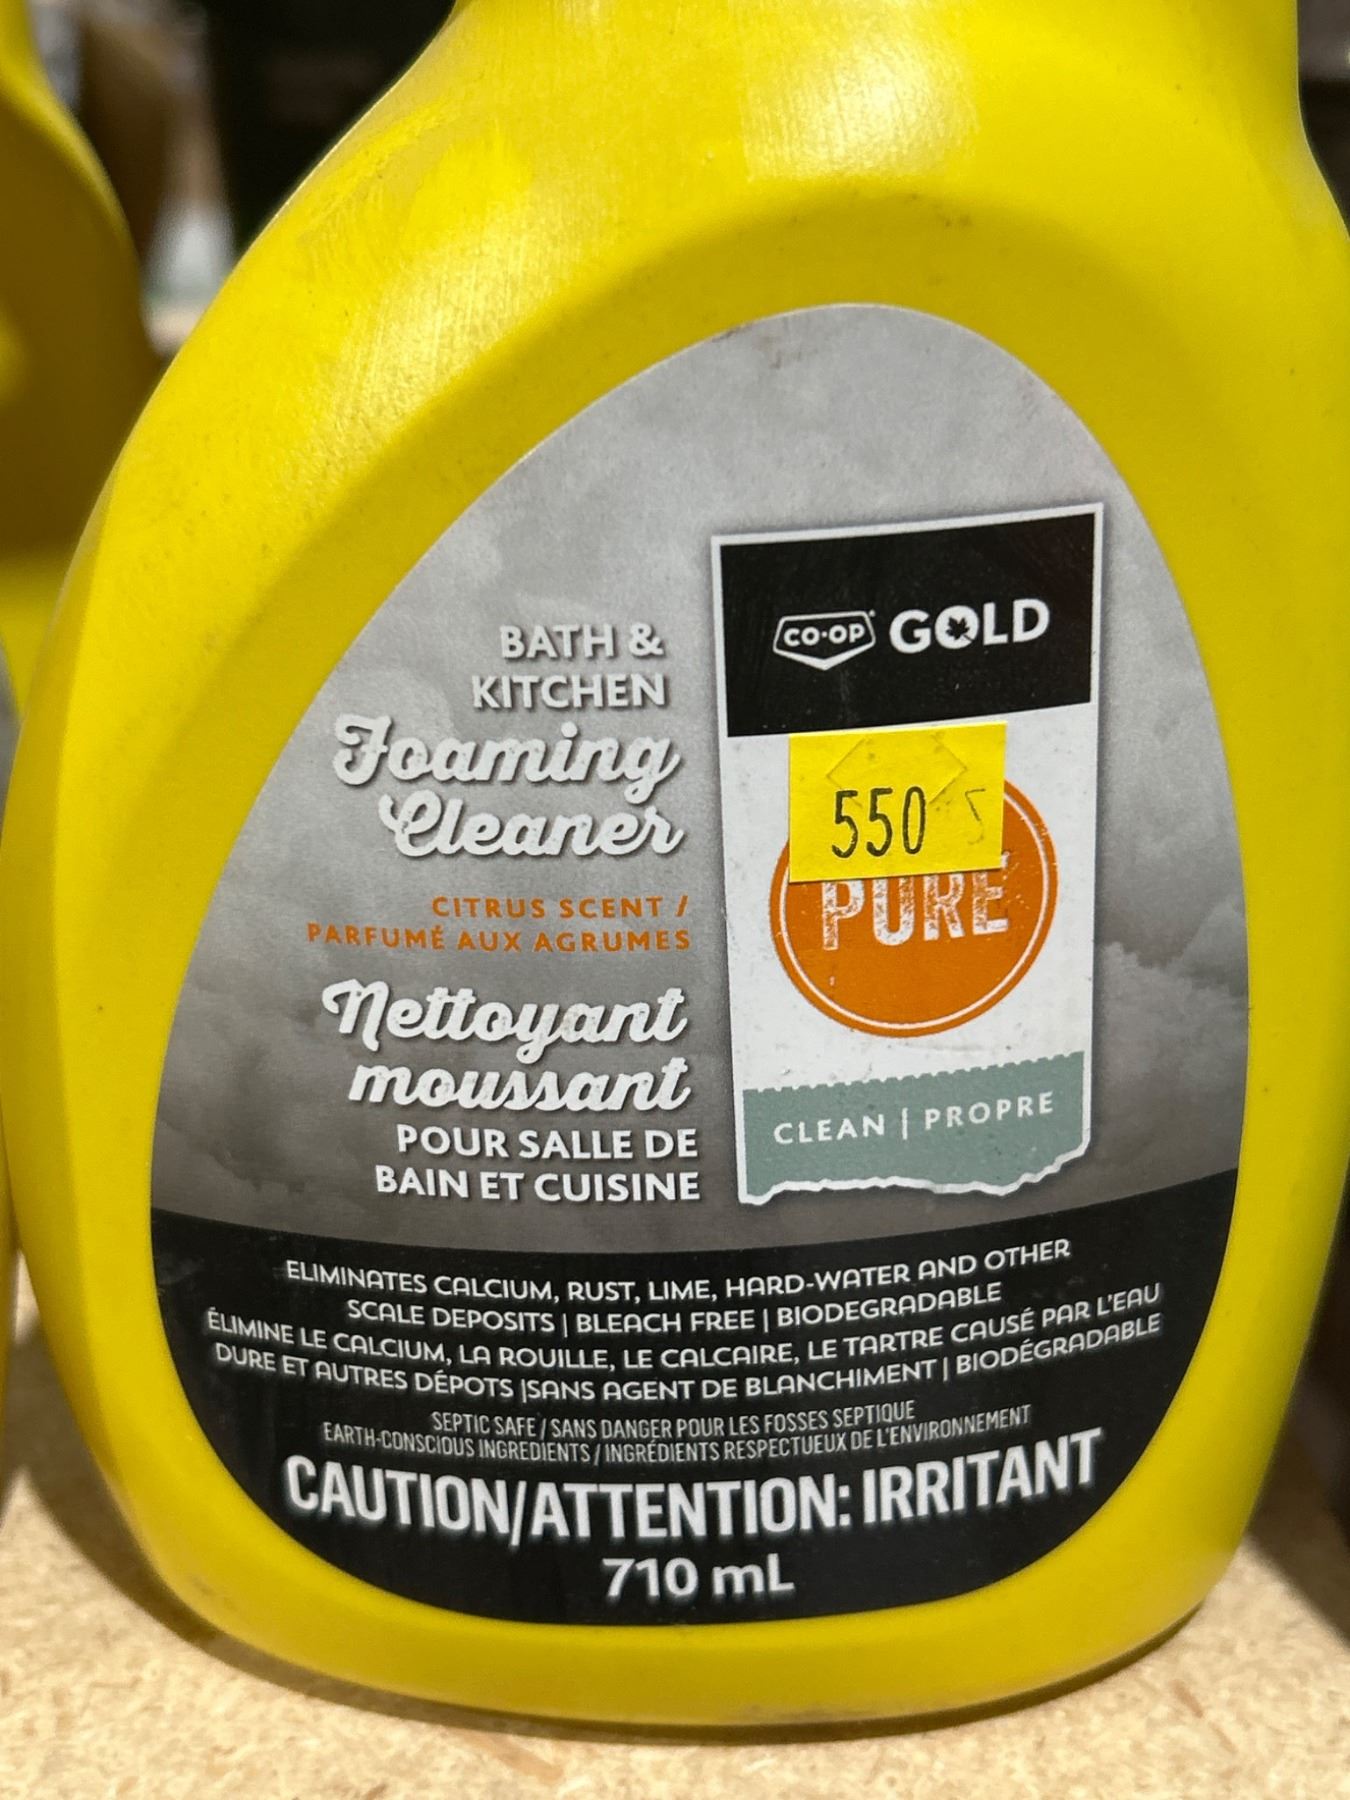 BATH &
KITCHEN
Foaming
Cleaner
CITRUS SCENT /
PARFUMÉ AUX AGRUMES
Nettoyant
moussant
POUR SALLE DE
BAIN ET CUISINE
CO-OP GOLD
550 5
PURE
CLEAN | PROPRE
ELIMINATES CALCIUM, RUST, LIME, HARD-WATER AND OTHER
SCALE DEPOSITS | BLEACH FREE | BIODEGRADABLE
ÉLIMINE LE CALCIUM, LA ROUILLE, LE CALCAIRE, LE TARTRE CAUSÉ PAR L'EAU
DURE ET AUTRES DÉPOTS |SANS AGENT DE BLANCHIMENT | BIODÉGRADABLE
SEPTIC SAFE / SANS DANGER POUR LES FOSSES SEPTIQUE
EARTH-CONSCIOUS INGREDIENTS / INGRÉDIENTS RESPECTUEUX DE L'ENVIRONNEMENT
CAUTION/ATTENTION: IRRITANT
710 mL